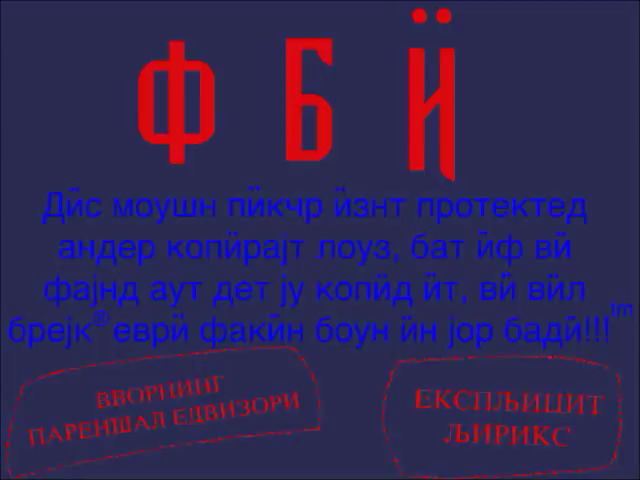 Ф Б Ӥ
Дӥс моушн пӥкчр ӥзнт протектед
андер копӥрајт лоуз, бат ӥф вӥ
фајнд аут дет ју копӥд ӥт, вӥ вӥл
брејк® еврӥ факӥн боун ӥн јор бадӥ!!!tm
ВВОРНИНГ
ПАРЕНШАЛ ЕДВИЗОРИ
ЕКСПЉИЦИТ
ЉИРИКС